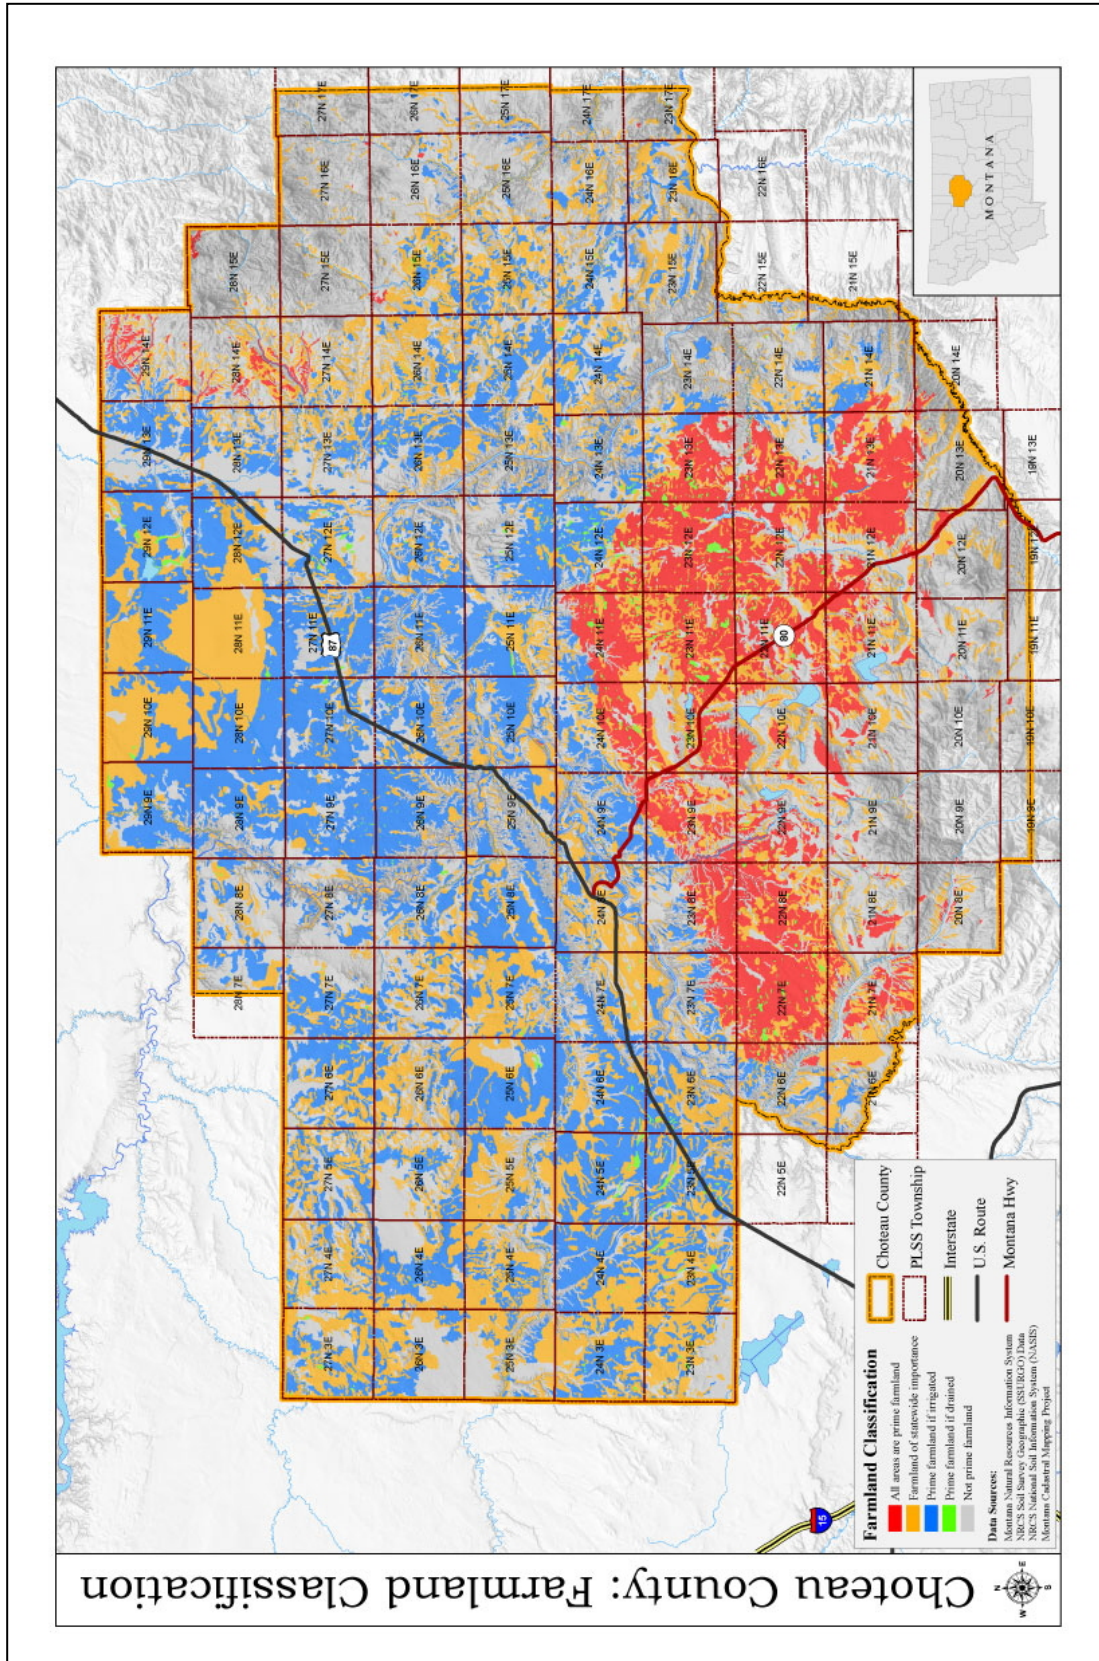 Choteau County: Farmland Classification
N
W E
S
29N 9E
29N 10E
29N 11E
29N 12E
29N 13E
29N 14E
28N 7E
28N 8E
28N 9E
28N 10E
28N 11E
28N 12E
28N 13E
28N 14E
28N 15E
27N 3E
27N 4E
27N 5E
27N 6E
27N 7E
27N 8E
27N 9E
27N 10E
27N 11E
27N 12E
27N 13E
27N 14E
27N 15E
27N 16E
27N 17E
87
26N 3E
26N 4E
26N 5E
26N 6E
26N 7E
26N 8E
26N 9E
26N 10E
26N 11E
26N 12E
26N 13E
26N 14E
26N 15E
26N 16E
26N 17E
25N 3E
25N 4E
25N 5E
25N 6E
25N 7E
25N 8E
25N 9E
25N 10E
25N 11E
25N 12E
25N 13E
25N 14E
25N 15E
25N 16E
25N 17E
24N 3E
24N 4E
24N 5E
24N 6E
24N 7E
24N 8E
24N 9E
24N 10E
24N 11E
24N 12E
24N 13E
24N 14E
24N 15E
24N 16E
24N 17E
23N 3E
23N 4E
23N 5E
23N 6E
23N 7E
23N 8E
23N 9E
23N 10E
23N 11E
23N 12E
23N 13E
23N 14E
23N 15E
23N 16E
23N 17E
22N 5E
22N 6E
22N 7E
22N 8E
22N 9E
22N 10E
22N 11E
22N 12E
22N 13E
22N 14E
22N 15E
22N 16E
80
21N 6E
21N 7E
21N 8E
21N 9E
21N 10E
21N 11E
21N 12E
21N 13E
21N 14E
21N 15E
20N 8E
20N 9E
20N 10E
20N 11E
20N 12E
20N 13E
20N 14E
19N 9E
19N 10E
19N 11E
19N 12E
19N 13E
15
MONTANA
Farmland Classification
All areas are prime farmland
Farmland of statewide importance
Prime farmland if irrigated
Prime farmland if drained
Not prime farmland
Choteau County
PLSS Township
Interstate
U.S. Route
Montana Hwy
Data Sources:
Montana Natural Resources Information System
NRCS Soil Survey Geographic (SSURGO) Data
NRCS National Soil Information System (NASIS)
Montana Cadastral Mapping Project